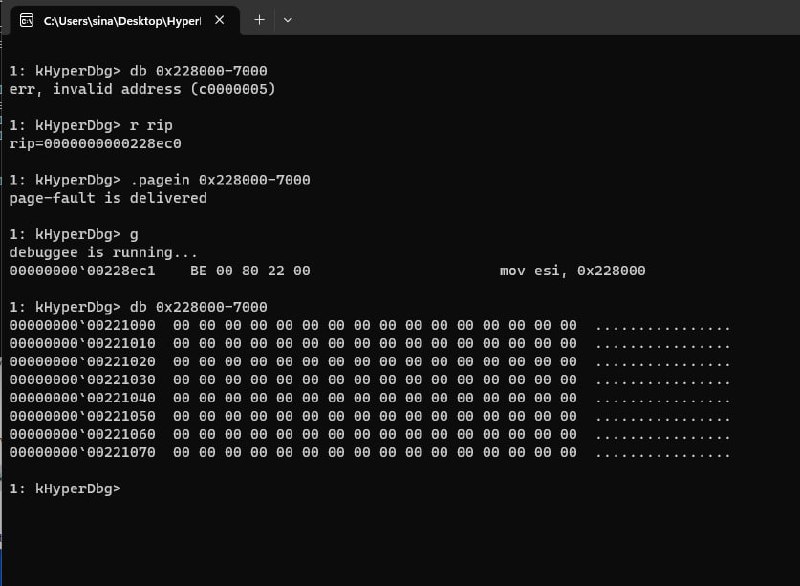 C:\Users\sina\Desktop\HyperI
1: kHyperDbg> db 0x228000-7000
err, invalid address (c0000005)
1: kHyperDbg> r rip
rip=0000000000228ec0
1: kHyperDbg> .pagein 0x228000-7000
page-fault is delivered
1: kHyperDbg> g
debuggee is running...
00000000`00228ec1    BE 00 80 22 00                      mov esi, 0x228000
1: kHyperDbg> db 0x228000-7000
00000000`00221000  00 00 00 00 00 00 00 00 00 00 00 00 00 00 00 00  ................
00000000`00221010  00 00 00 00 00 00 00 00 00 00 00 00 00 00 00 00  ................
00000000`00221020  00 00 00 00 00 00 00 00 00 00 00 00 00 00 00 00  ................
00000000`00221030  00 00 00 00 00 00 00 00 00 00 00 00 00 00 00 00  ................
00000000`00221040  00 00 00 00 00 00 00 00 00 00 00 00 00 00 00 00  ................
00000000`00221050  00 00 00 00 00 00 00 00 00 00 00 00 00 00 00 00  ................
00000000`00221060  00 00 00 00 00 00 00 00 00 00 00 00 00 00 00 00  ................
00000000`00221070  00 00 00 00 00 00 00 00 00 00 00 00 00 00 00 00  ................
1: kHyperDbg>